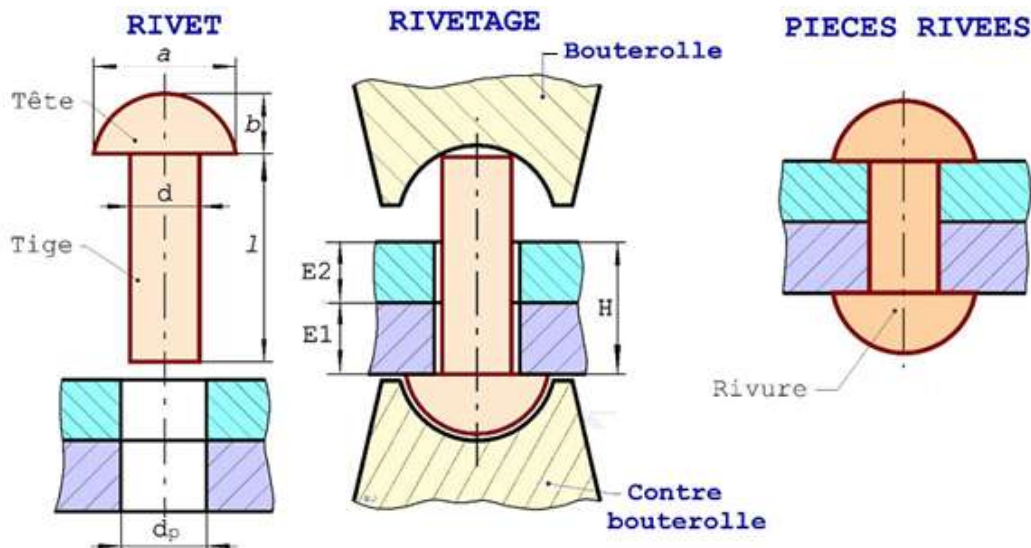 RIVET
a
Tête
b
d
l
Tige
dp
RIVETAGE
Bouterolle
E2
E1
H
Contre
bouterolle
PIECES RIVEES
Rivure